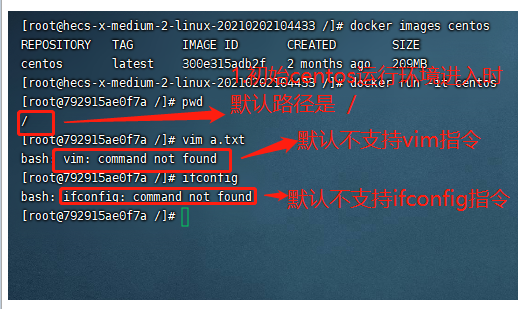 [root@hecs-x-medium-2-linux-20210202104433 /]# docker images centos
REPOSITORY TAG IMAGE ID CREATED SIZE
centos latest 300e315adb2f 2 months ago 209MB
[root@hecs-x-medium-2-linux-20210202104433 /]# docker run -it centos
1.初始centos运行环境进入时
默认路径是 /
[root@792915ae0f7a /]# pwd
/
[root@792915ae0f7a /]# vim a.txt
bash: vim: command not found
默认不支持vim指令
[root@792915ae0f7a /]# ifconfig
bash: ifconfig: command not found
默认不支持ifconfig指令
[root@792915ae0f7a /]#